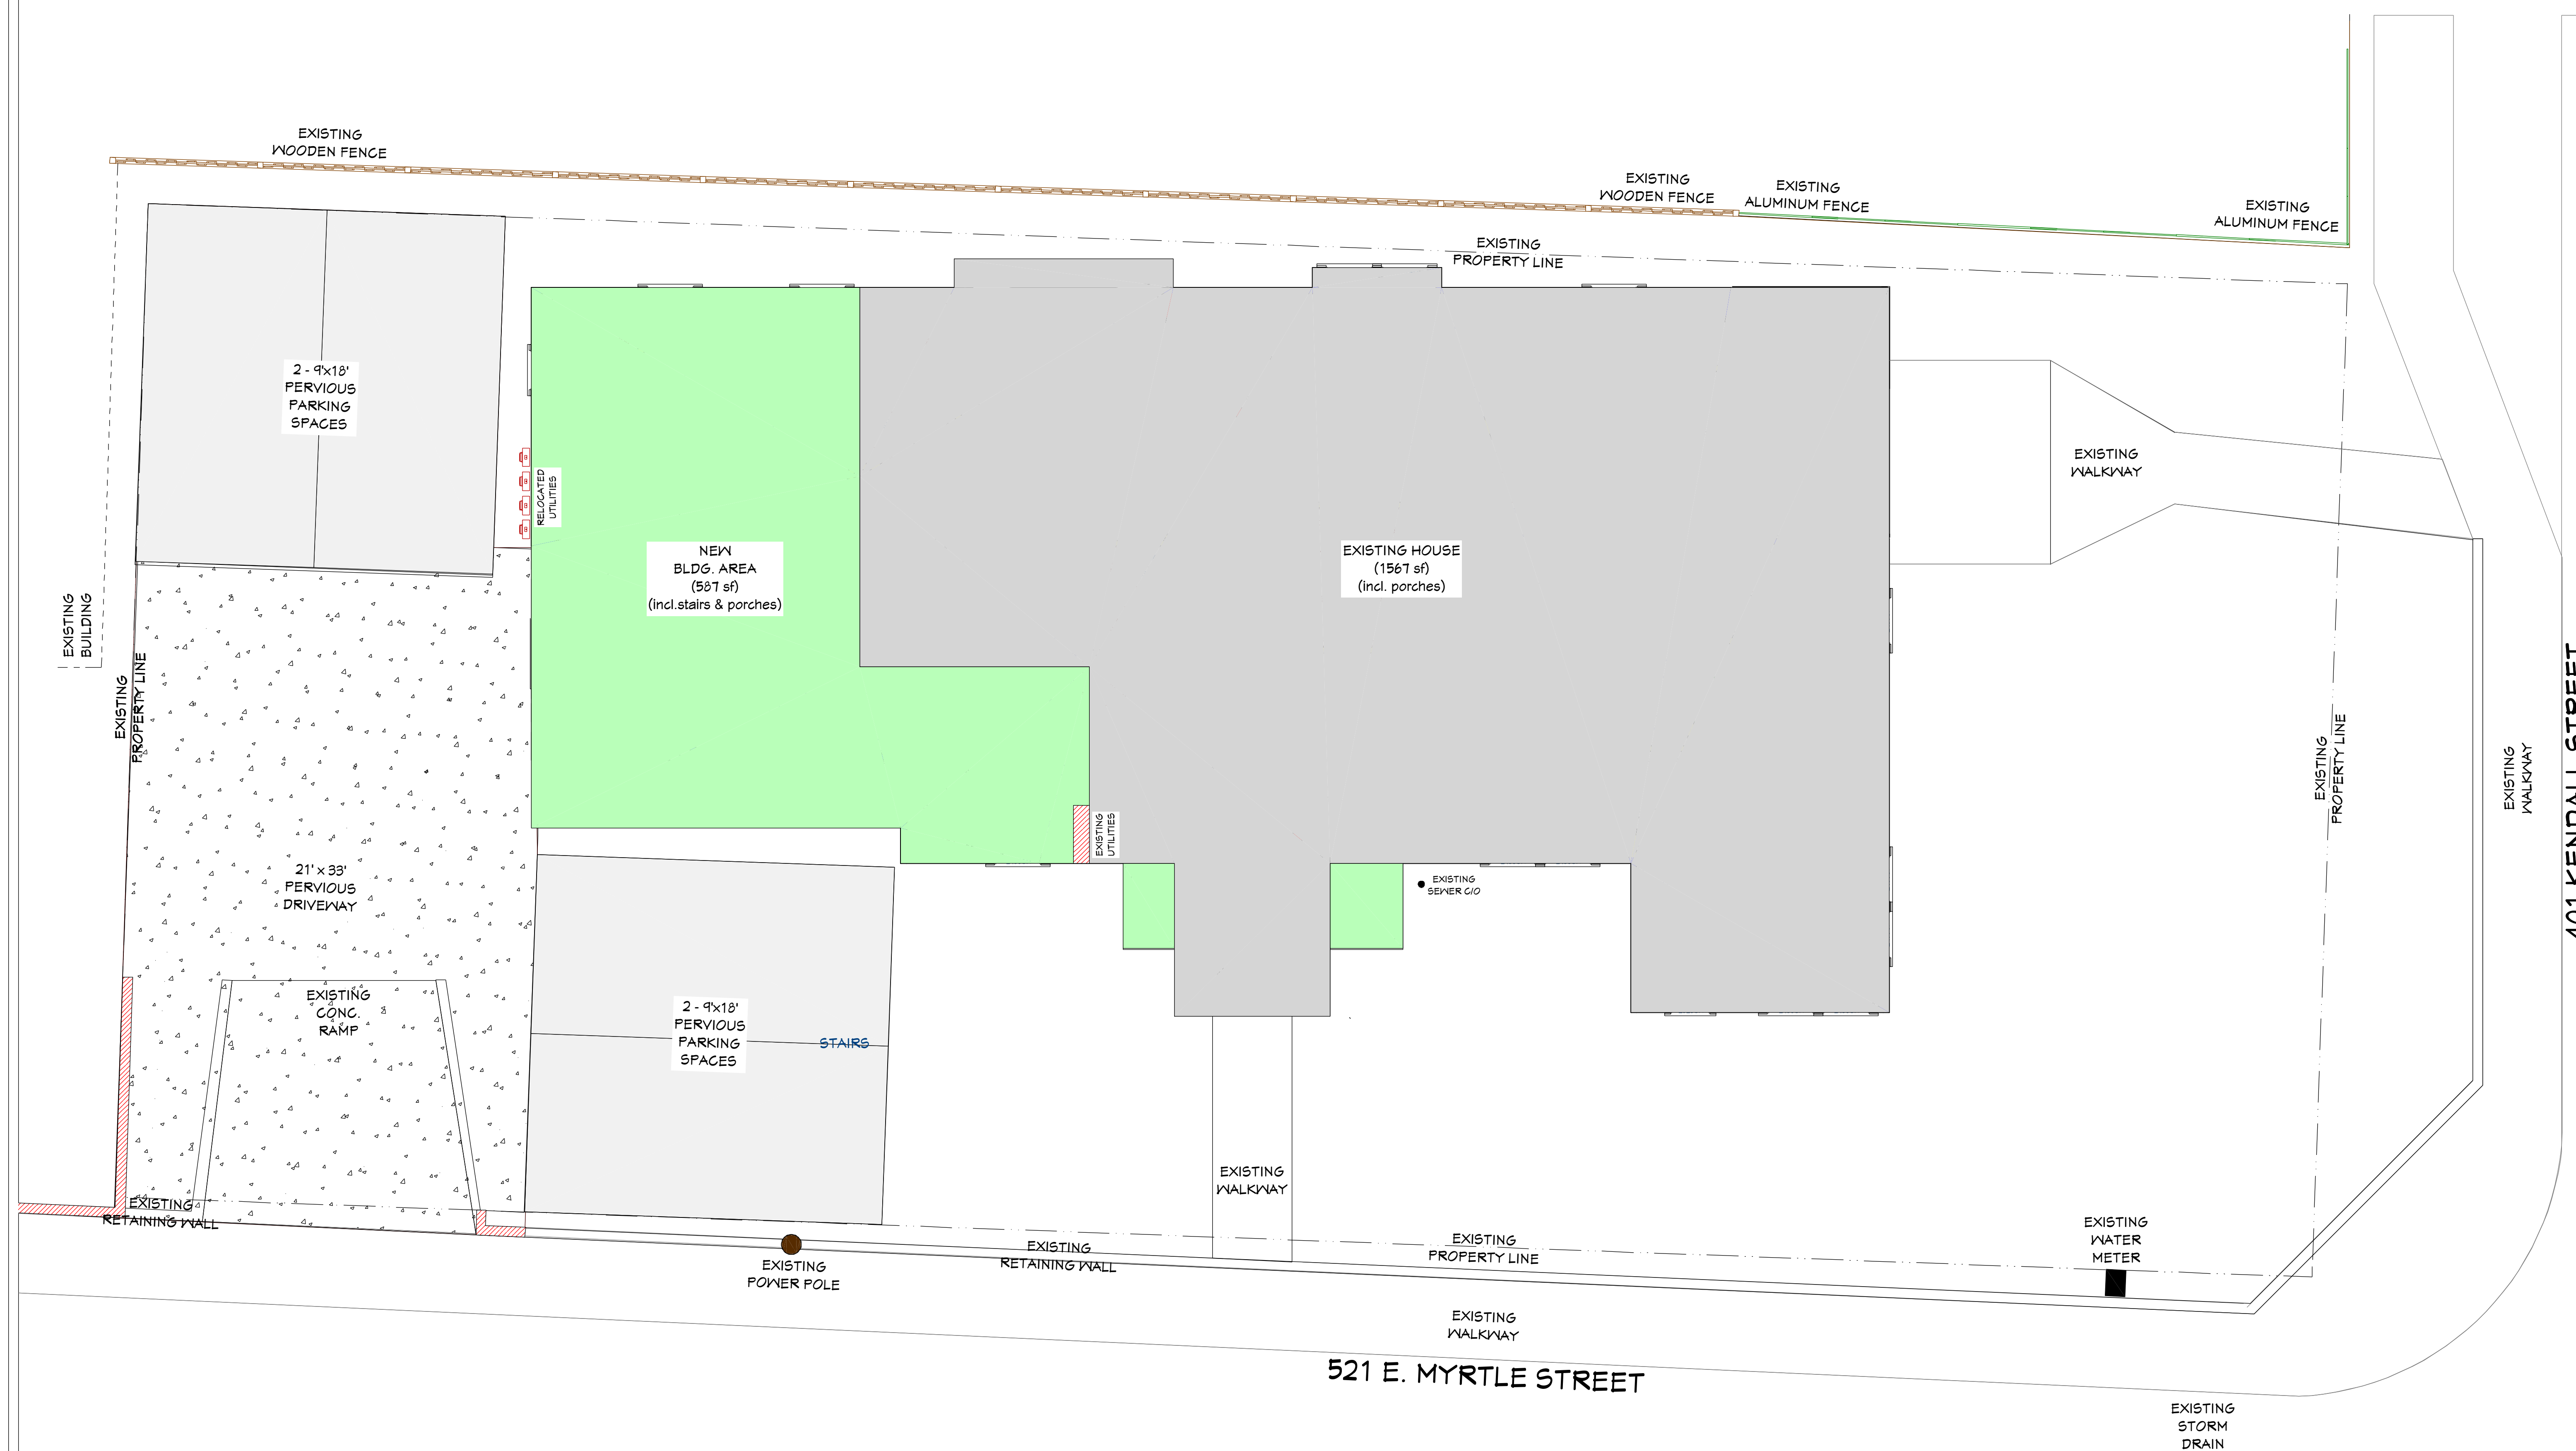 EXISTING
WOODEN FENCE
EXISTING
WOODEN FENCE
EXISTING
ALUMINUM FENCE
EXISTING
ALUMINUM FENCE
EXISTING
PROPERTY LINE
2 - 9'x18'
PERVIOUS
PARKING
SPACES
RELOCATED
UTILITIES
NEW
BLDG. AREA
(587 sf)
(incl.stairs & porches)
EXISTING HOUSE
(1567 sf)
(incl. porches)
EXISTING
WALKWAY
EXISTING
BUILDING
EXISTING
PROPERTY LINE
EXISTING
PROPERTY LINE
EXISTING
WALKWAY
401 KENDALL STREET
EXISTING
UTILITIES
21' x 33'
PERVIOUS
DRIVEWAY
EXISTING
SEWER C/O
EXISTING
CONC.
RAMP
2 - 9'x18'
PERVIOUS
PARKING
SPACES
STAIRS
EXISTING
WALKWAY
EXISTING
RETAINING WALL
EXISTING
POWER POLE
EXISTING
RETAINING WALL
EXISTING
PROPERTY LINE
EXISTING
WATER
METER
EXISTING
WALKWAY
521 E. MYRTLE STREET
EXISTING
STORM
DRAIN